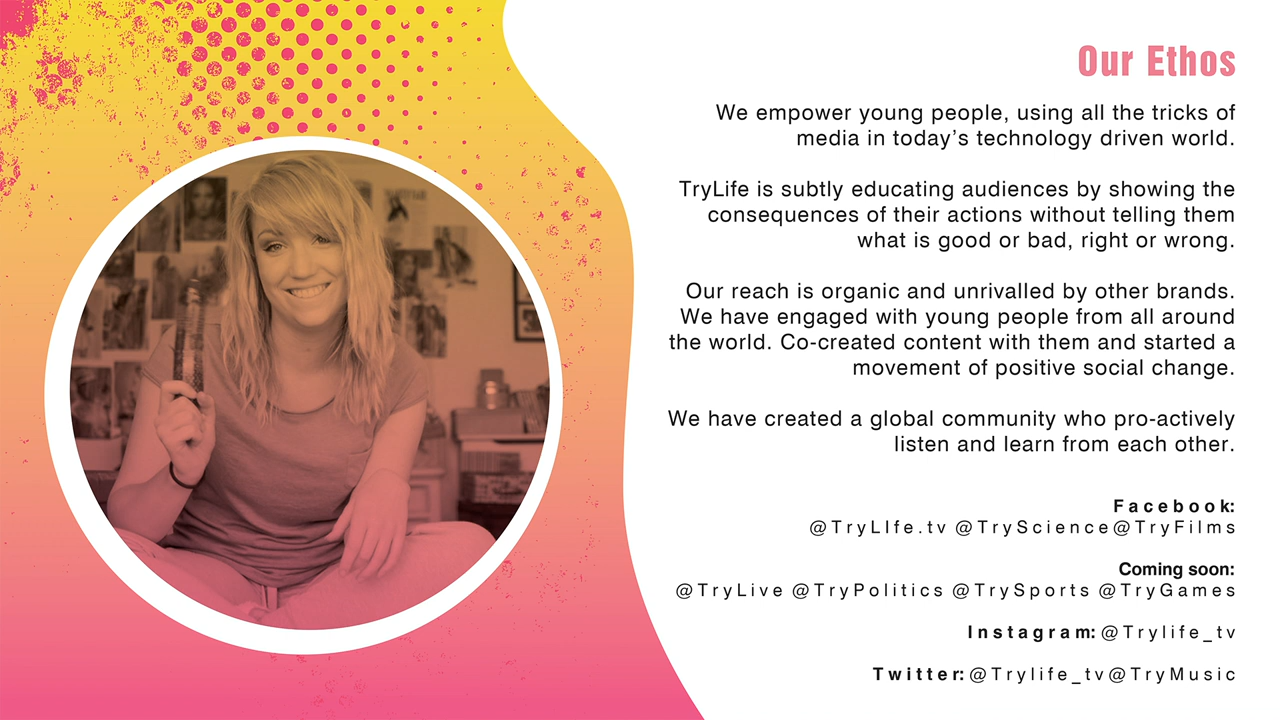 Our Ethos
We empower young people, using all the tricks of
media in today's technology driven world.
TryLife is subtly educating audiences by showing the
consequences of their actions without telling them
what is good or bad, right or wrong.
Our reach is organic and unrivalled by other brands.
We have engaged with young people from all around
the world. Co-created content with them and started a
movement of positive social change.
We have created a global community who pro-actively
listen and learn from each other.
Facebook:
@TryLIfe.tv @TryScience@TryFilms
Coming soon:
@TryLive @TryPolitics @TrySports @TryGames
Instagram: @Trylife_tv
Twitter: @Trylife_tv@TryMusic